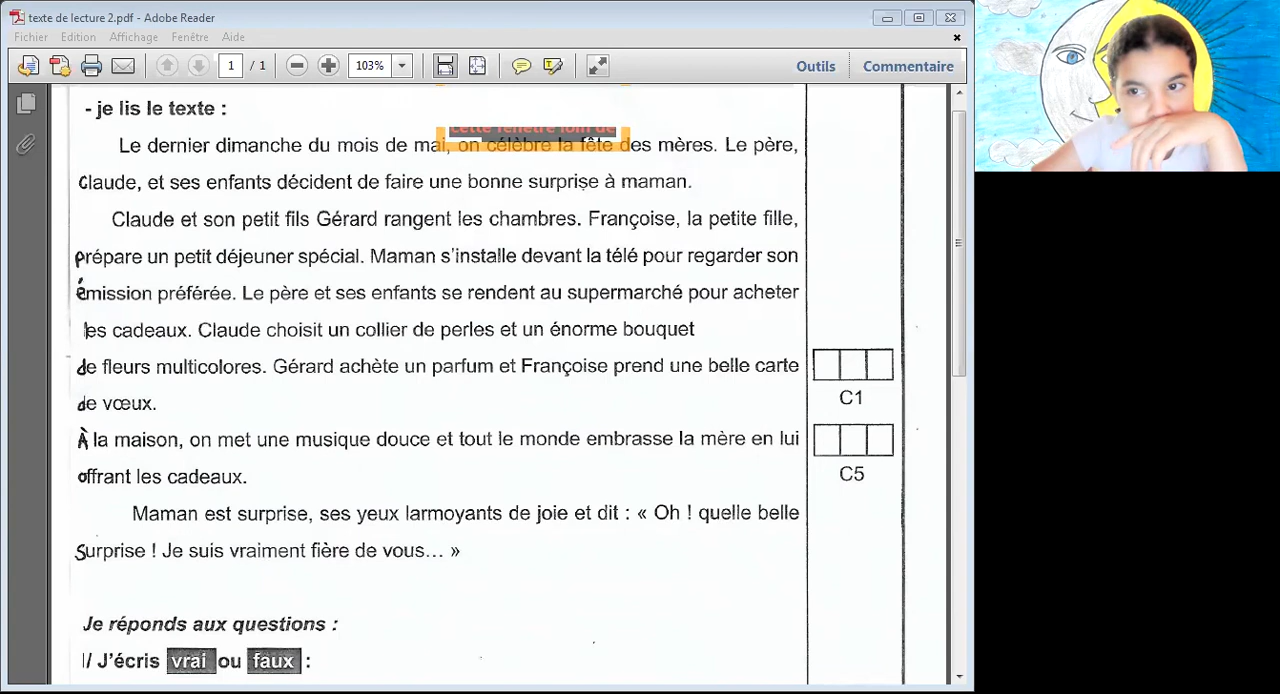 texte de lecture 2.pdf - Adobe Reader
Fichier Edition Affichage Fenêtre Aide
1 / 1 103% Outils Commentaire
- je lis le texte :
cette fenêtre loin de
Le dernier dimanche du mois de mai, on célèbre la fête des mères. Le père,
Claude, et ses enfants décident de faire une bonne surprise à maman.
Claude et son petit fils Gérard rangent les chambres. Françoise, la petite fille,
prépare un petit déjeuner spécial. Maman s'installe devant la télé pour regarder son
émission préférée. Le père et ses enfants se rendent au supermarché pour acheter
les cadeaux. Claude choisit un collier de perles et un énorme bouquet
de fleurs multicolores. Gérard achète un parfum et Françoise prend une belle carte
de vœux.
C1
À la maison, on met une musique douce et tout le monde embrasse la mère en lui
offrant les cadeaux.
C5
Maman est surprise, ses yeux larmoyants de joie et dit : « Oh ! quelle belle
Surprise ! Je suis vraiment fière de vous... »
Je réponds aux questions :
I/ J'écris vrai ou faux :